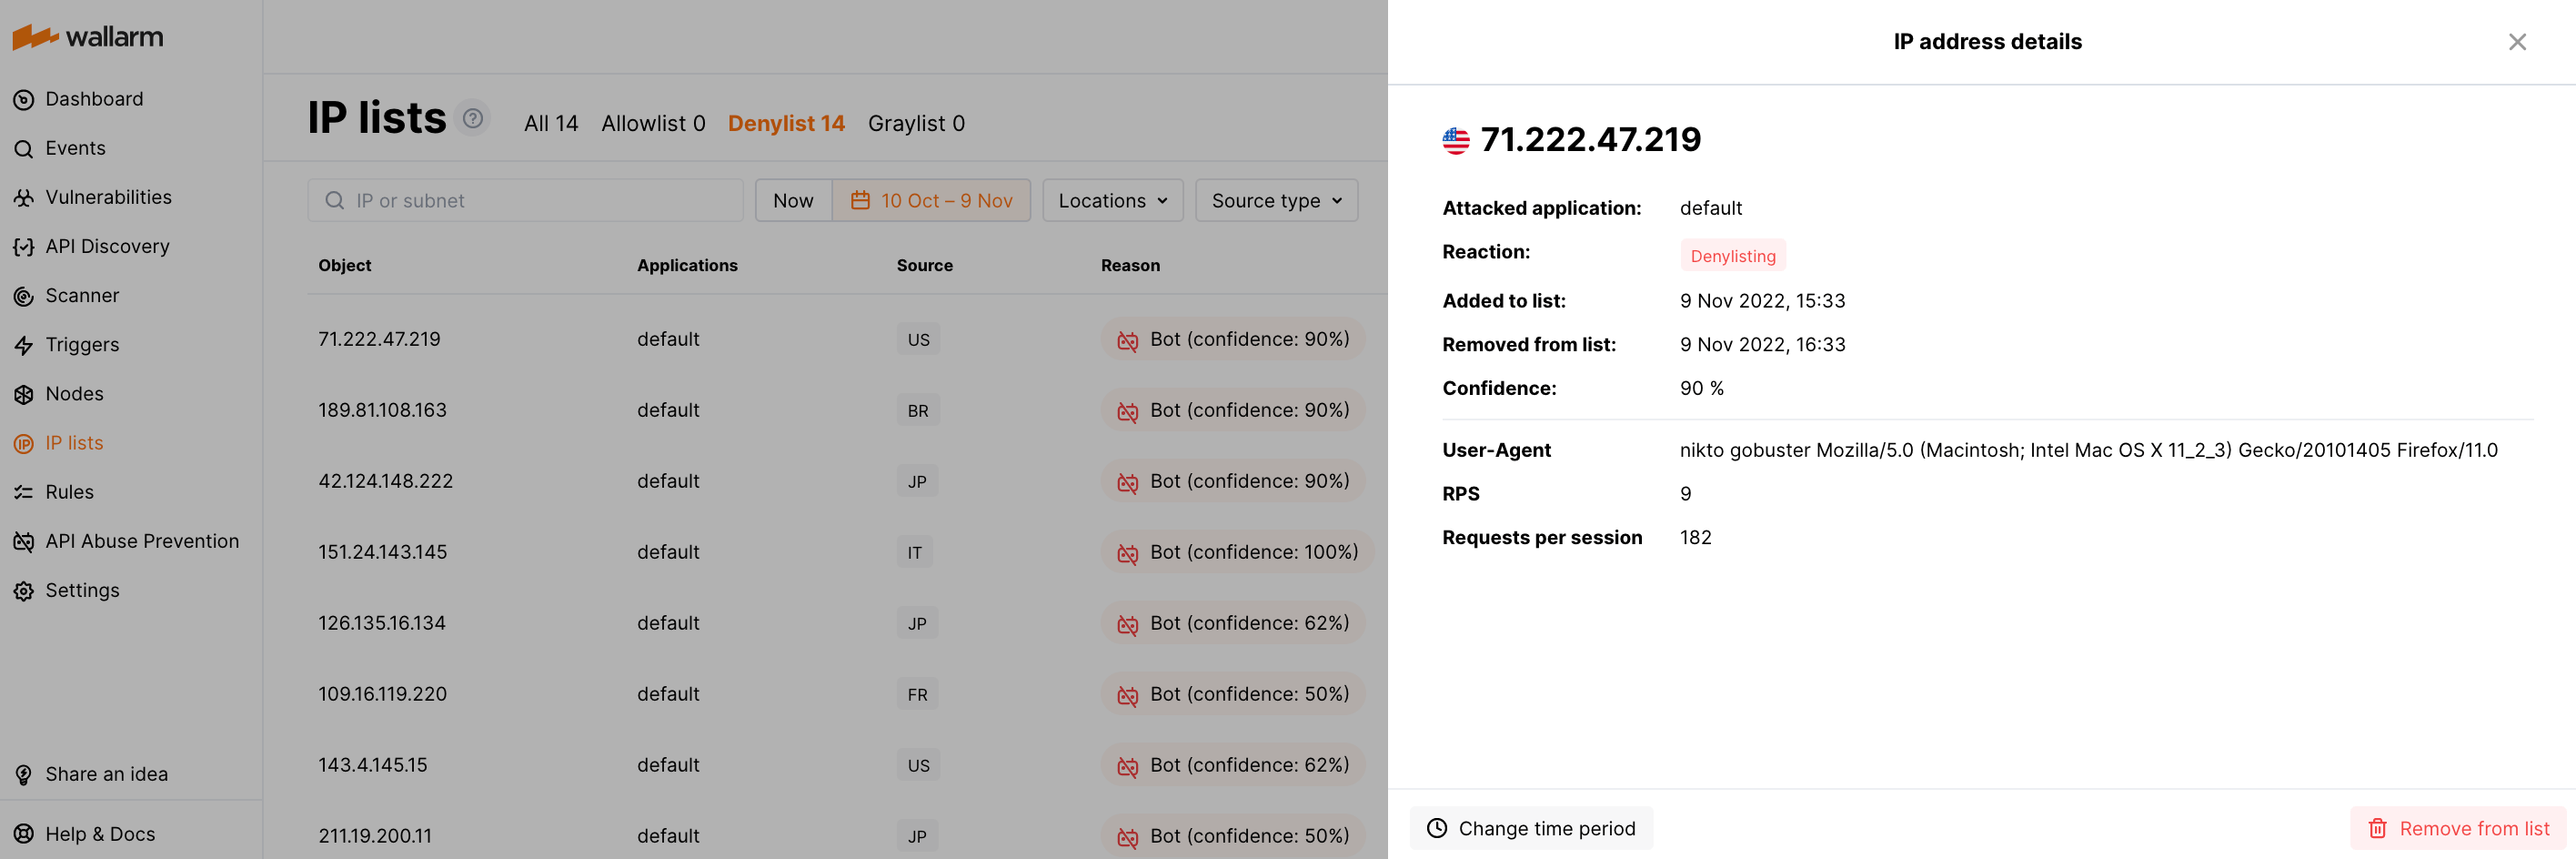 wallarm
Dashboard
Events
Vulnerabilities
API Discovery
Scanner
Triggers
Nodes
IP lists
Rules
API Abuse Prevention
Settings
Share an idea
Help & Docs
IP lists ? All 14 Allowlist 0 Denylist 14 Graylist 0
IP or subnet Now 10 Oct – 9 Nov Locations Source type
Object Applications Source Reason
71.222.47.219 default US Bot (confidence: 90%)
189.81.108.163 default BR Bot (confidence: 90%)
42.124.148.222 default JP Bot (confidence: 90%)
151.24.143.145 default IT Bot (confidence: 100%)
126.135.16.134 default JP Bot (confidence: 62%)
109.16.119.220 default FR Bot (confidence: 50%)
143.4.145.15 default US Bot (confidence: 62%)
211.19.200.11 default JP Bot (confidence: 50%)
IP address details
71.222.47.219
Attacked application: default
Reaction: Denylisting
Added to list: 9 Nov 2022, 15:33
Removed from list: 9 Nov 2022, 16:33
Confidence: 90 %
User-Agent nikto gobuster Mozilla/5.0 (Macintosh; Intel Mac OS X 11_2_3) Gecko/20101405 Firefox/11.0
RPS 9
Requests per session 182
Change time period Remove from list